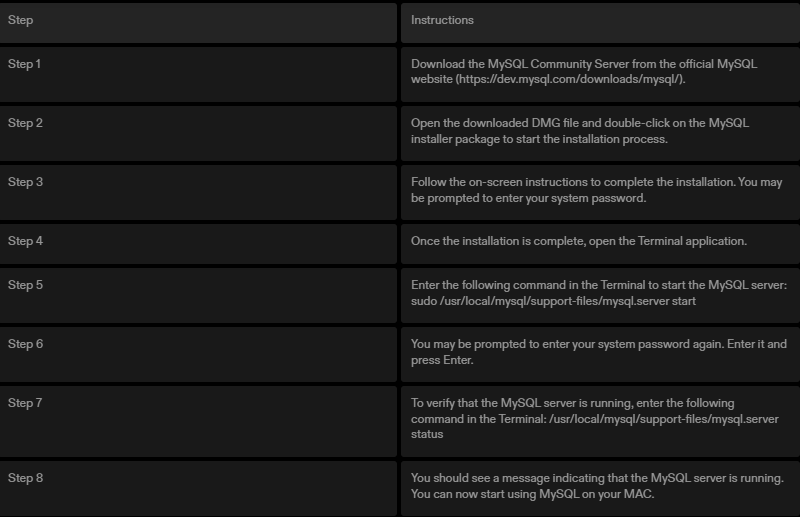 Step
Instructions
Step 1
Download the MySQL Community Server from the official MySQL
website (https://dev.mysql.com/downloads/mysql/).
Step 2
Open the downloaded DMG file and double-click on the MySQL
installer package to start the installation process.
Step 3
Follow the on-screen instructions to complete the installation. You may
be prompted to enter your system password.
Step 4
Once the installation is complete, open the Terminal application.
Step 5
Enter the following command in the Terminal to start the MySQL server:
sudo /usr/local/mysql/support-files/mysql.server start
Step 6
You may be prompted to enter your system password again. Enter it and
press Enter.
Step 7
To verify that the MySQL server is running, enter the following
command in the Terminal: /usr/local/mysql/support-files/mysql.server
status
Step 8
You should see a message indicating that the MySQL server is running.
You can now start using MySQL on your MAC.